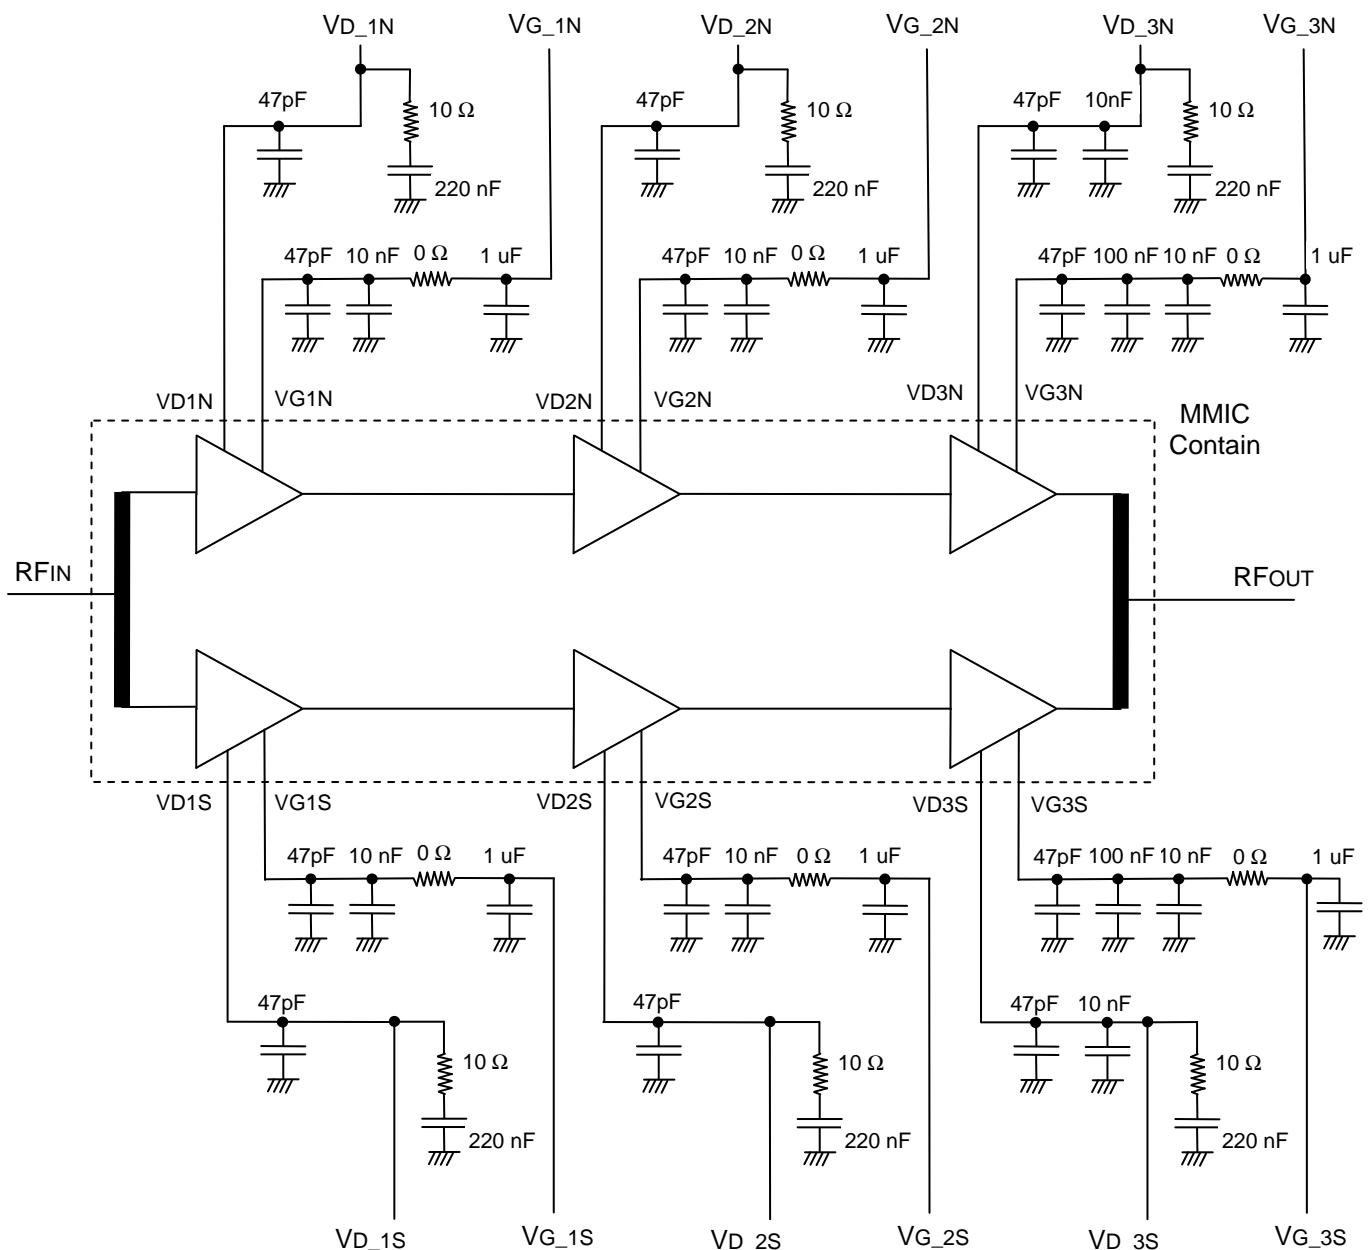 VD_1N VG_1N VD_2N VG_2N VD_3N VG_3N
47pF 10 Ω 47pF 10 Ω 47pF 10nF 10 Ω
220 nF 220 nF 220 nF
47pF 10 nF 0 Ω 1 uF 47pF 10 nF 0 Ω 1 uF 47pF 100 nF 10 nF 0 Ω 1 uF
VD1N VG1N VD2N VG2N VD3N VG3N
MMIC
Contain
RFIN RFOUT
VD1S VG1S VD2S VG2S VD3S VG3S
47pF 10 nF 0 Ω 1 uF 47pF 10 nF 0 Ω 1 uF 47pF 100 nF 10 nF 0 Ω 1 uF
47pF 47pF 47pF 10 nF
10 Ω 10 Ω 10 Ω
220 nF 220 nF 220 nF
VD_1S VG_1S VD_2S VG_2S VD_3S VG_3S